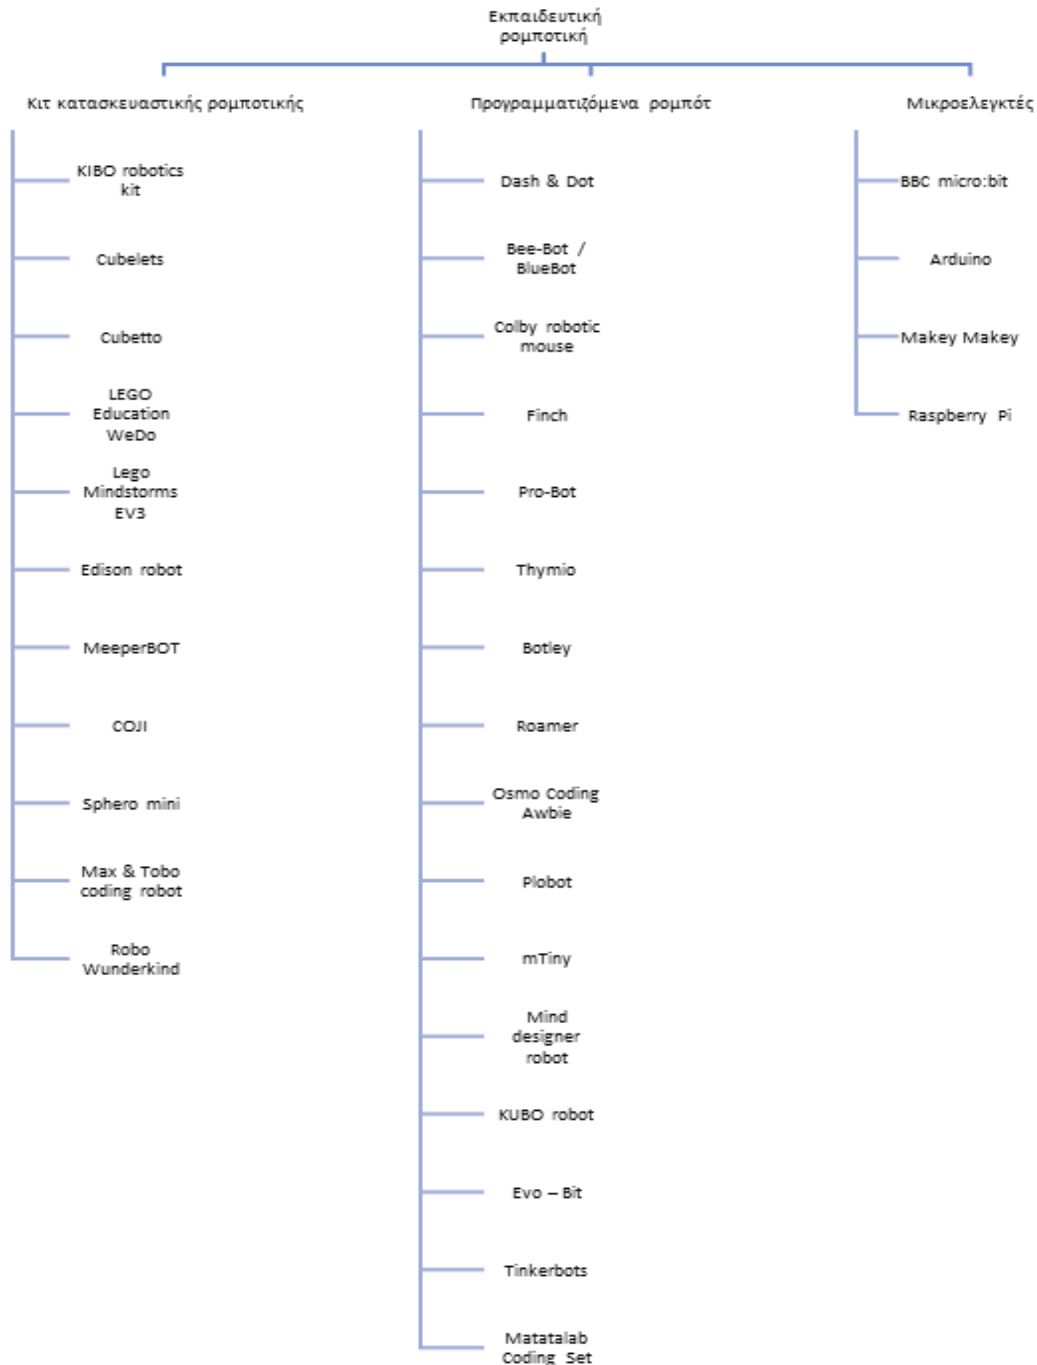 Εκπαιδευτική
ρομποτική
Κιτ κατασκευαστικής ρομποτικής
KIBO robotics
kit
Cubelets
Cubetto
LEGO
Education
WeDo
Lego
Mindstorms
EV3
Edison robot
MeeperBOT
COJI
Sphero mini
Max & Tobo
coding robot
Robo
Wunderkind
Προγραμματιζόμενα ρομπότ
Dash & Dot
Bee-Bot /
BlueBot
Colby robotic
mouse
Finch
Pro-Bot
Thymio
Botley
Roamer
Osmo Coding
Awbie
Plobot
mTiny
Mind
designer
robot
KUBO robot
Evo – Bit
Tinkerbots
Matatalab
Coding Set
Μικροελεγκτές
BBC micro:bit
Arduino
Makey Makey
Raspberry Pi